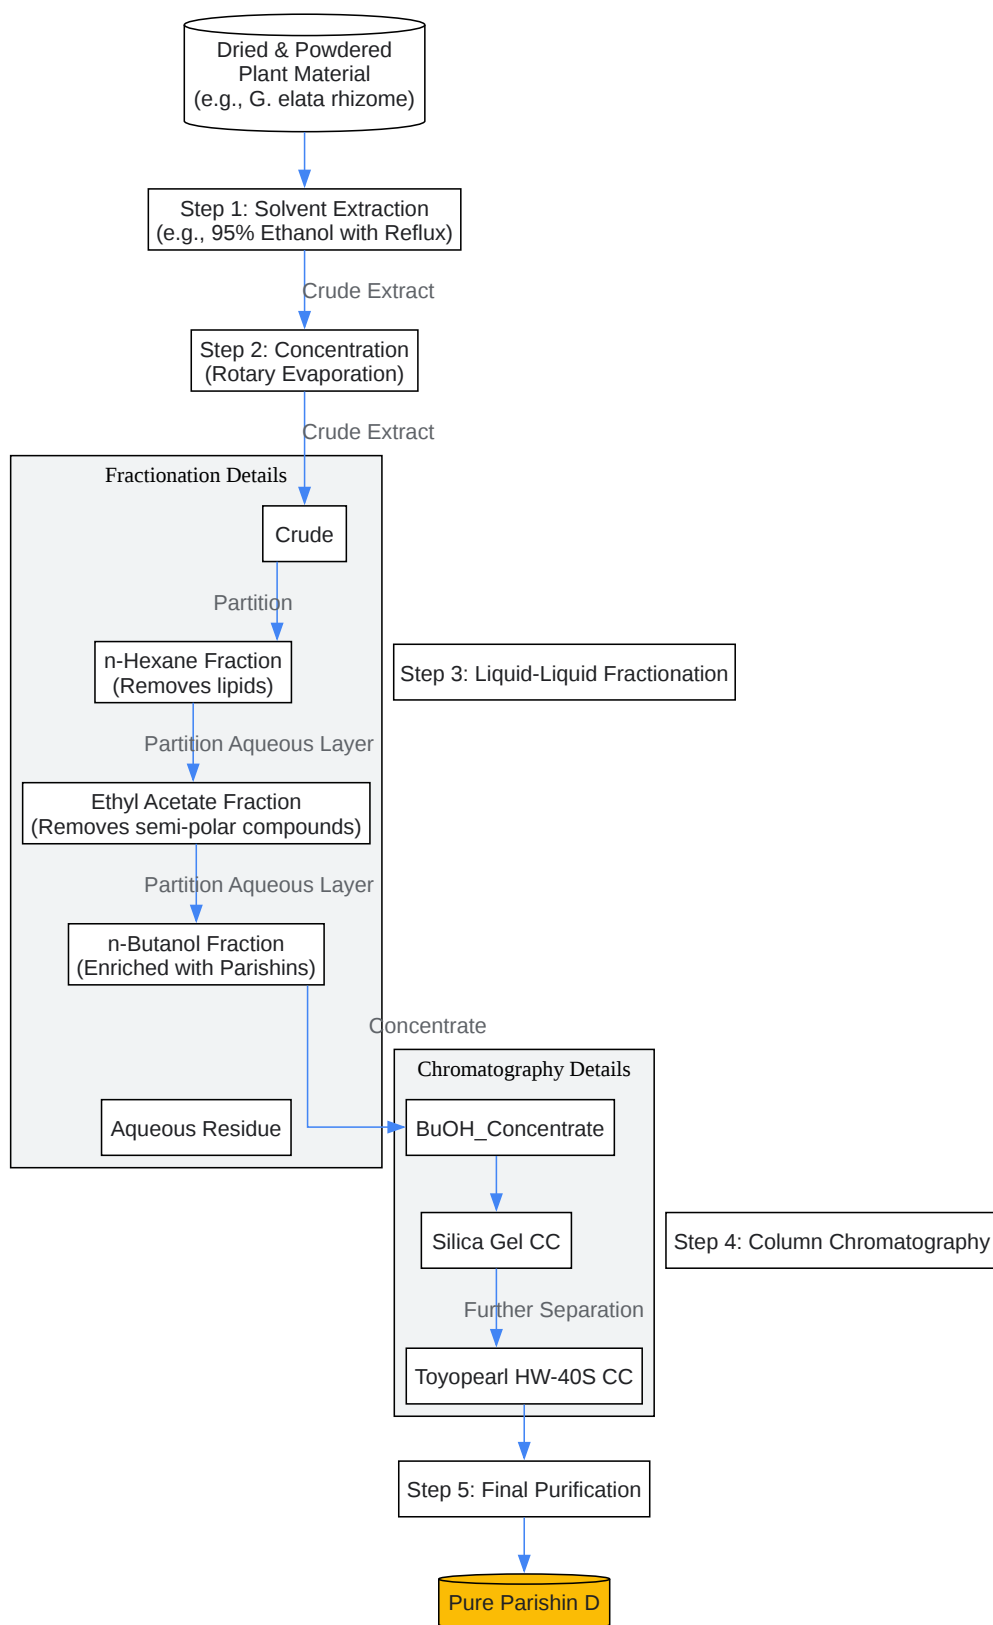 Dried & Powdered
Plant Material
(e.g., G. elata rhizome)
Step 1: Solvent Extraction
(e.g., 95% Ethanol with Reflux)
Crude Extract
Step 2: Concentration
(Rotary Evaporation)
Crude Extract
Fractionation Details
Crude
Partition
n-Hexane Fraction
(Removes lipids)
Step 3: Liquid-Liquid Fractionation
Partition Aqueous Layer
Ethyl Acetate Fraction
(Removes semi-polar compounds)
Partition Aqueous Layer
n-Butanol Fraction
(Enriched with Parishins)
Concentrate
Chromatography Details
Aqueous Residue
BuOH_Concentrate
Silica Gel CC
Step 4: Column Chromatography
Further Separation
Toyopearl HW-40S CC
Step 5: Final Purification
Pure Parishin D